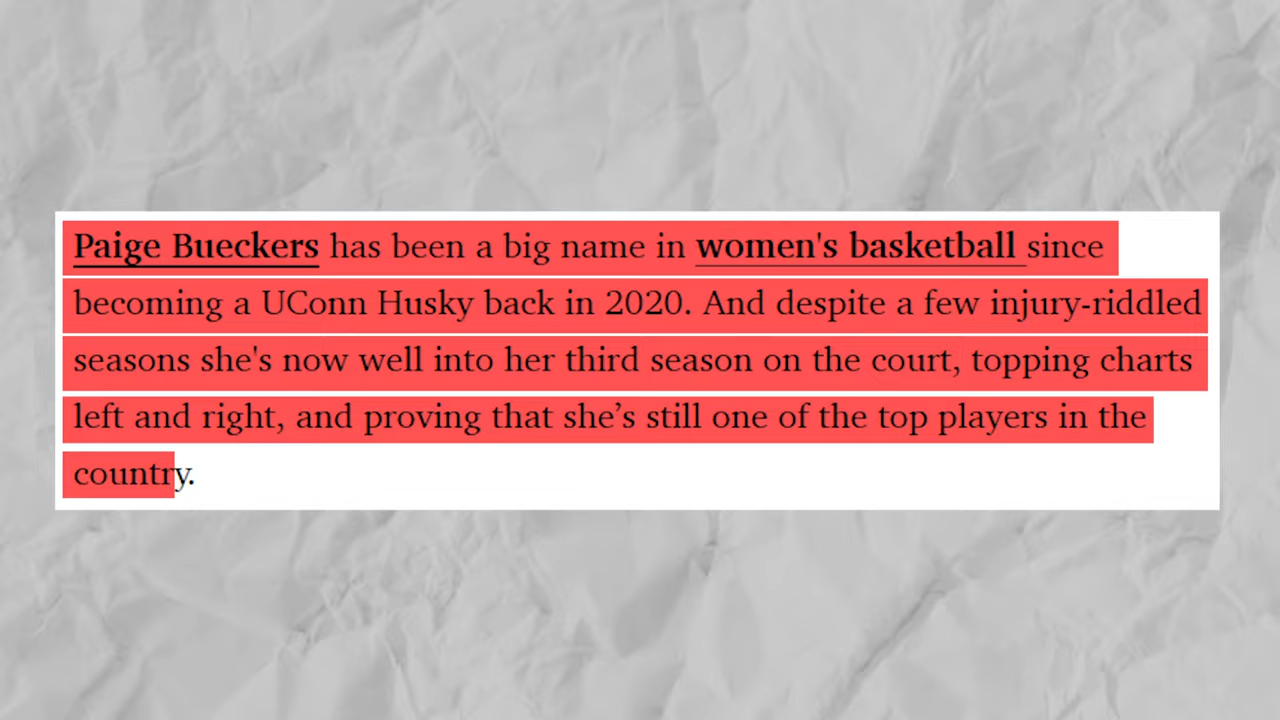 Paige Bueckers has been a big name in women's basketball since
becoming a UConn Husky back in 2020. And despite a few injury-riddled
seasons she's now well into her third season on the court, topping charts
left and right, and proving that she’s still one of the top players in the
country.